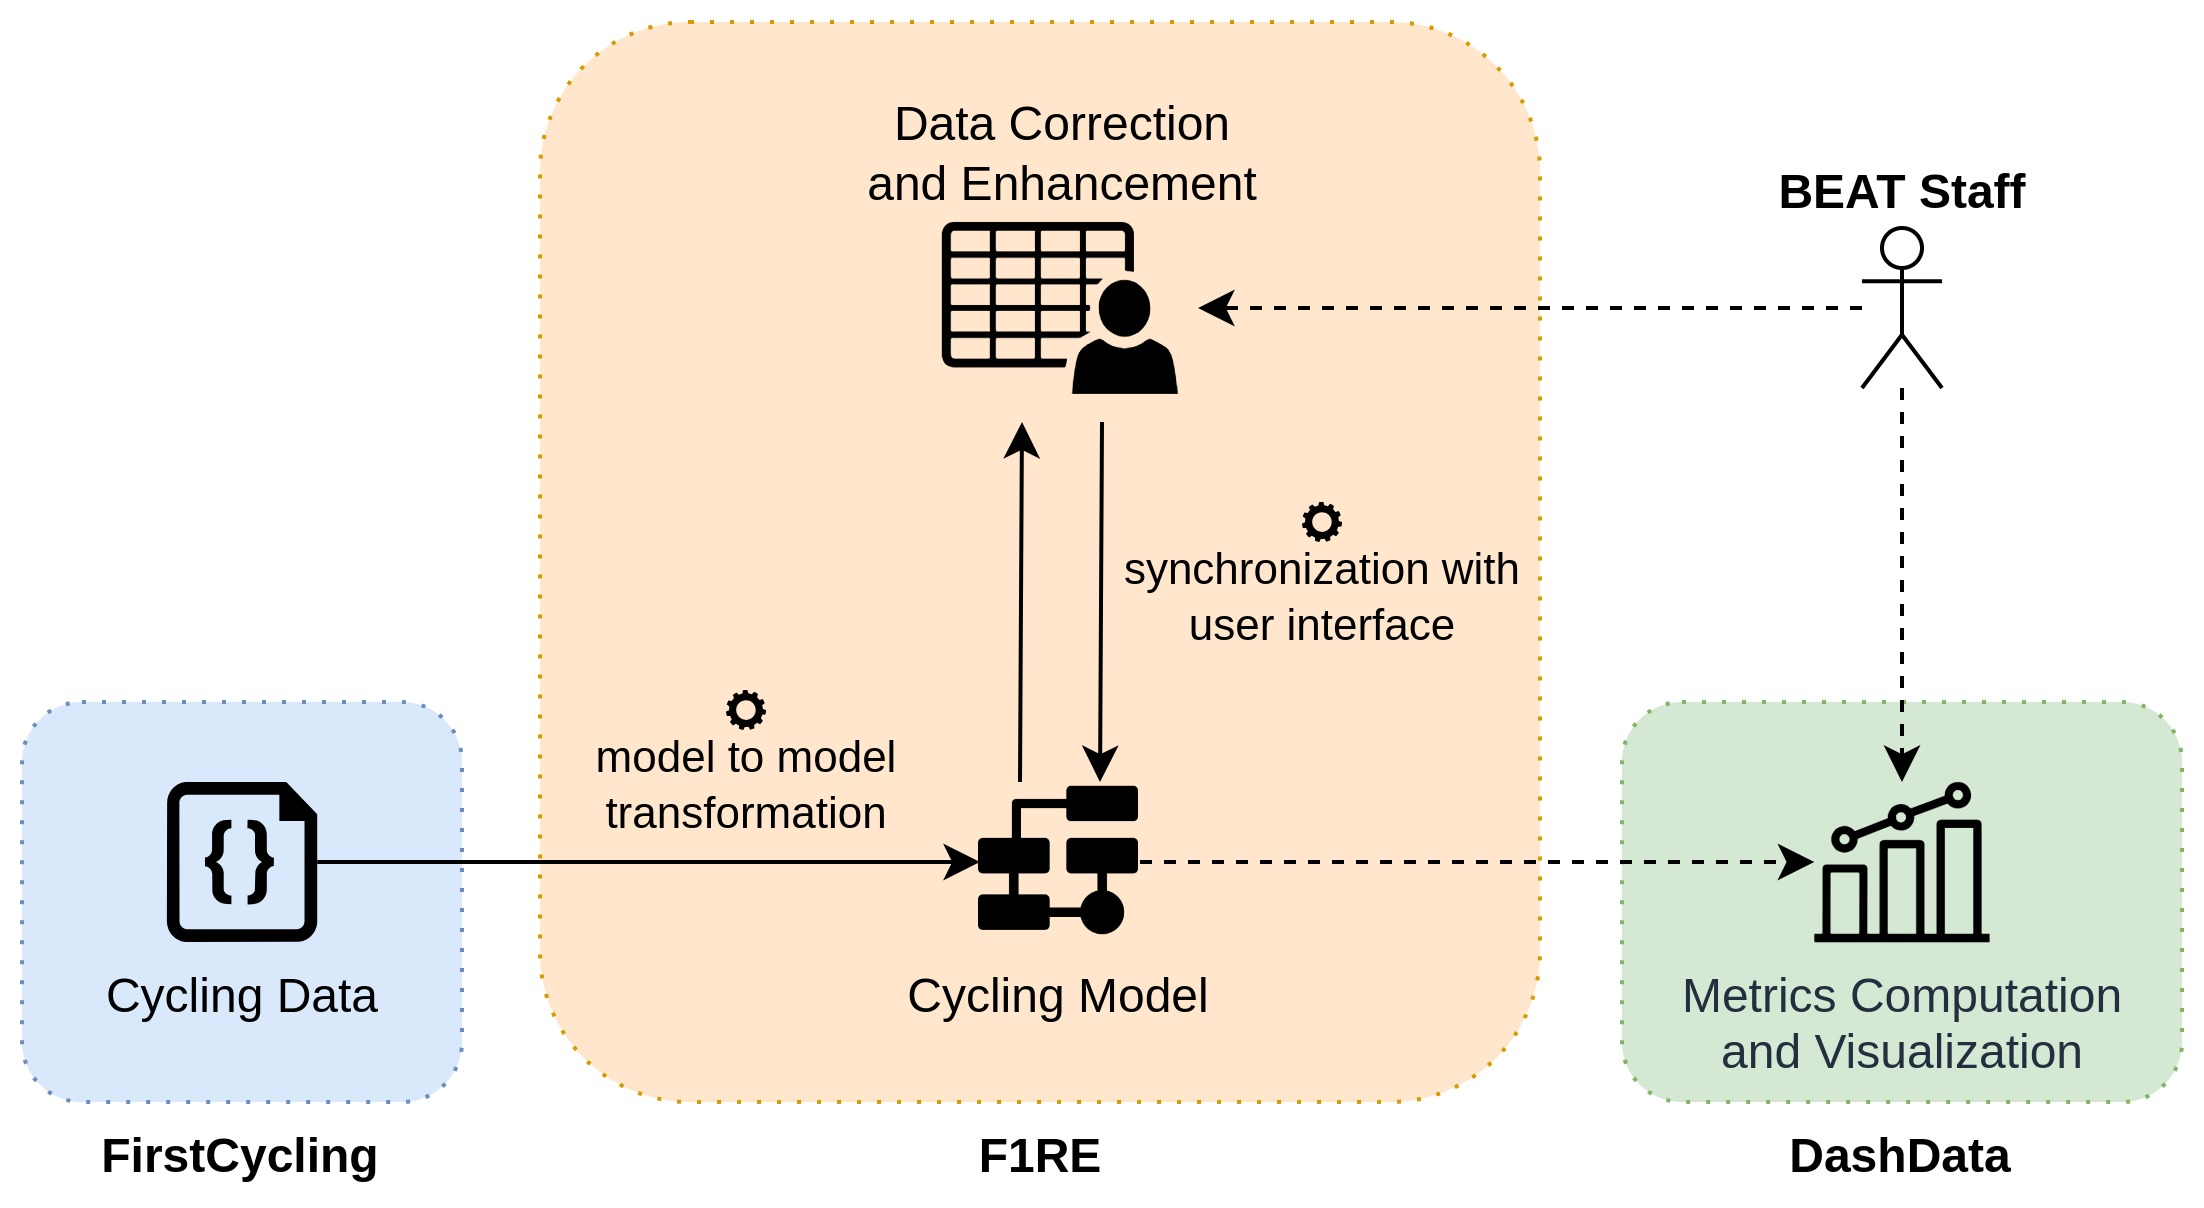 Data Correction
and Enhancement
BEAT Staff
synchronization with
user interface
model to model
transformation
{}
Cycling Data
Cycling Model
Metrics Computation
and Visualization
FirstCycling
F1RE
DashData